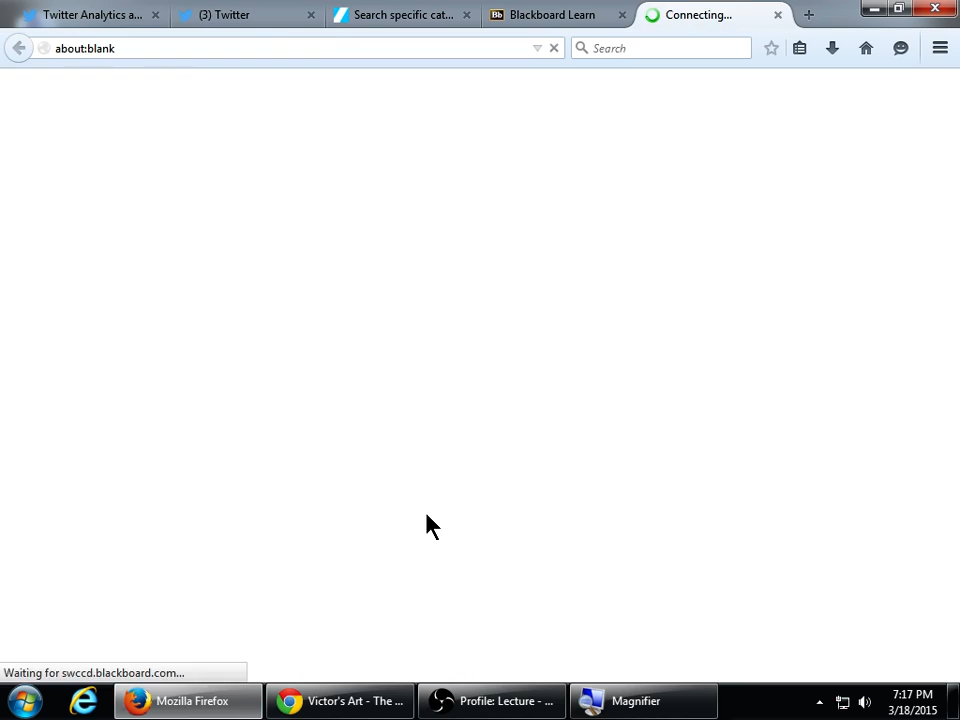 Twitter Analytics a...
(3) Twitter
Search specific cat...
Bb Blackboard Learn
Connecting...
about:blank
Search
Waiting for swccd.blackboard.com...
Mozilla Firefox
Victor's Art - The ...
Profile: Lecture - ...
Magnifier
7:17 PM
3/18/2015